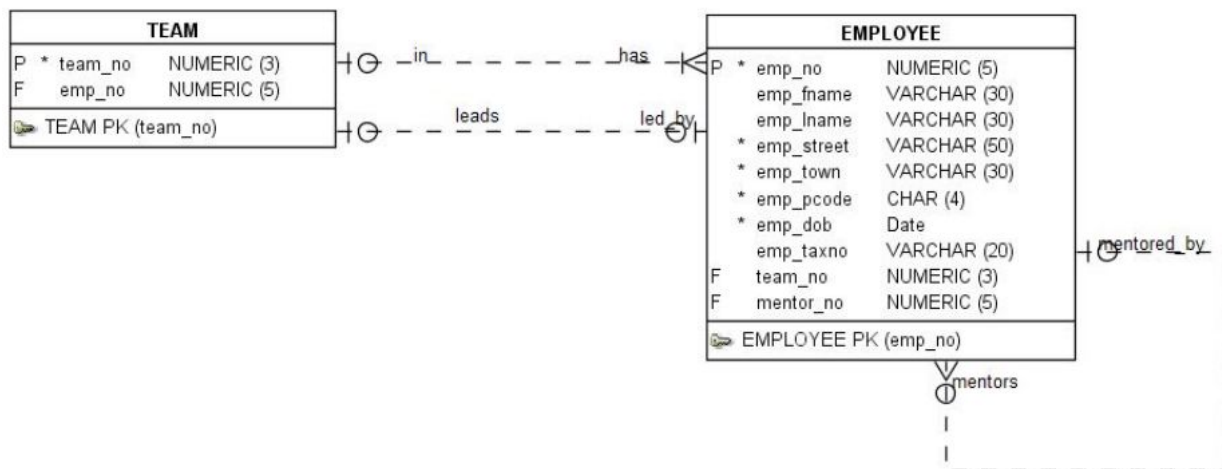 TEAM
P * team_no NUMERIC (3)
F emp_no NUMERIC (5)
TEAM PK (team_no)
in
has
leads
led_by
EMPLOYEE
P * emp_no NUMERIC (5)
emp_fname VARCHAR (30)
emp_lname VARCHAR (30)
* emp_street VARCHAR (50)
* emp_town VARCHAR (30)
* emp_pcode CHAR (4)
* emp_dob Date
emp_taxno VARCHAR (20)
F team_no NUMERIC (3)
F mentor_no NUMERIC (5)
EMPLOYEE PK (emp_no)
mentored_by
mentors